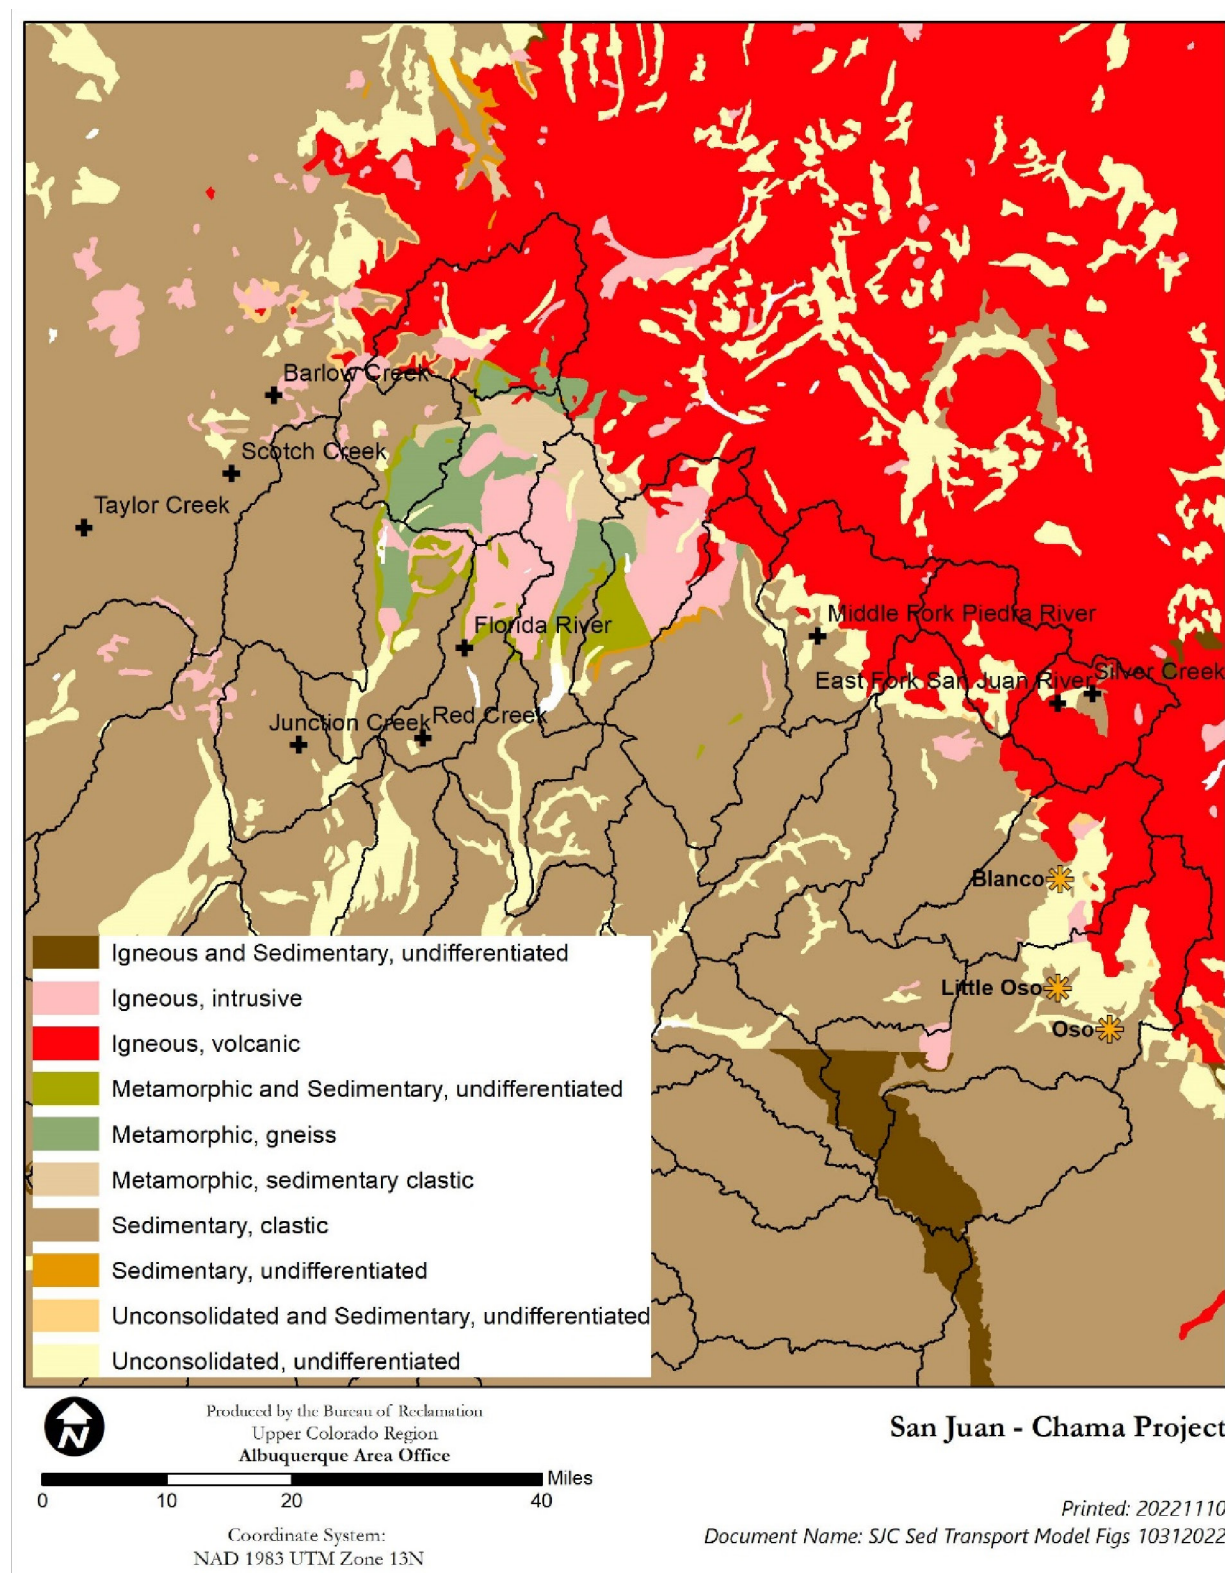 Barlow Creek
Scotch Creek
Taylor Creek
Florida River
Middle Fork Piedra River
East Fork San Juan River
Silver Creek
Junction Creek
Red Creek
Blanco
Little Oso
Oso
Igneous and Sedimentary, undifferentiated
Igneous, intrusive
Igneous, volcanic
Metamorphic and Sedimentary, undifferentiated
Metamorphic, gneiss
Metamorphic, sedimentary clastic
Sedimentary, clastic
Sedimentary, undifferentiated
Unconsolidated and Sedimentary, undifferentiated
Unconsolidated, undifferentiated
N
Produced by the Bureau of Reclamation
Upper Colorado Region
Albuquerque Area Office
Miles
0 10 20 40
Coordinate System:
NAD 1983 UTM Zone 13N
San Juan - Chama Project
Printed: 20221110
Document Name: SJC Sed Transport Model Figs 10312022